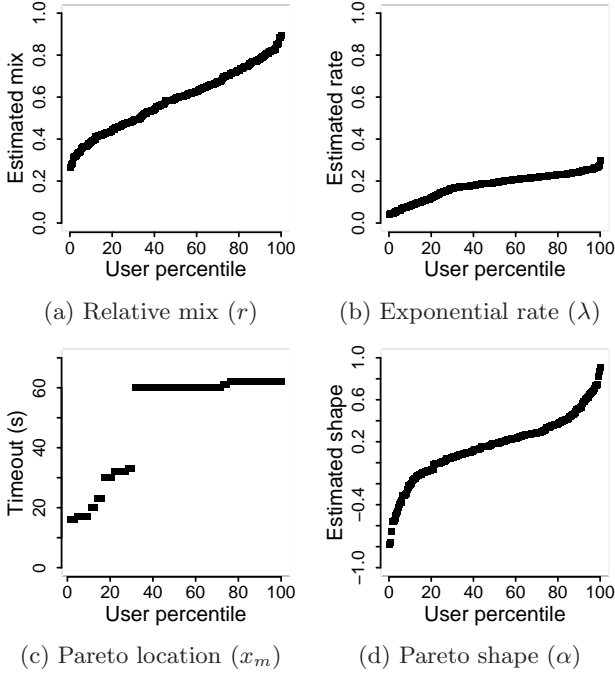 Estimated mix
0.0 0.2 0.4 0.6 0.8 1.0
0 20 40 60 80 100
User percentile
(a) Relative mix (r)
Estimated rate
0.0 0.2 0.4 0.6 0.8 1.0
0 20 40 60 80 100
User percentile
(b) Exponential rate (λ)
Timeout (s)
0 20 40 60
0 20 40 60 80 100
User percentile
(c) Pareto location (xm)
Estimated shape
−1.0 −0.4 0.2 0.6 1.0
0 20 40 60 80 100
User percentile
(d) Pareto shape (α)